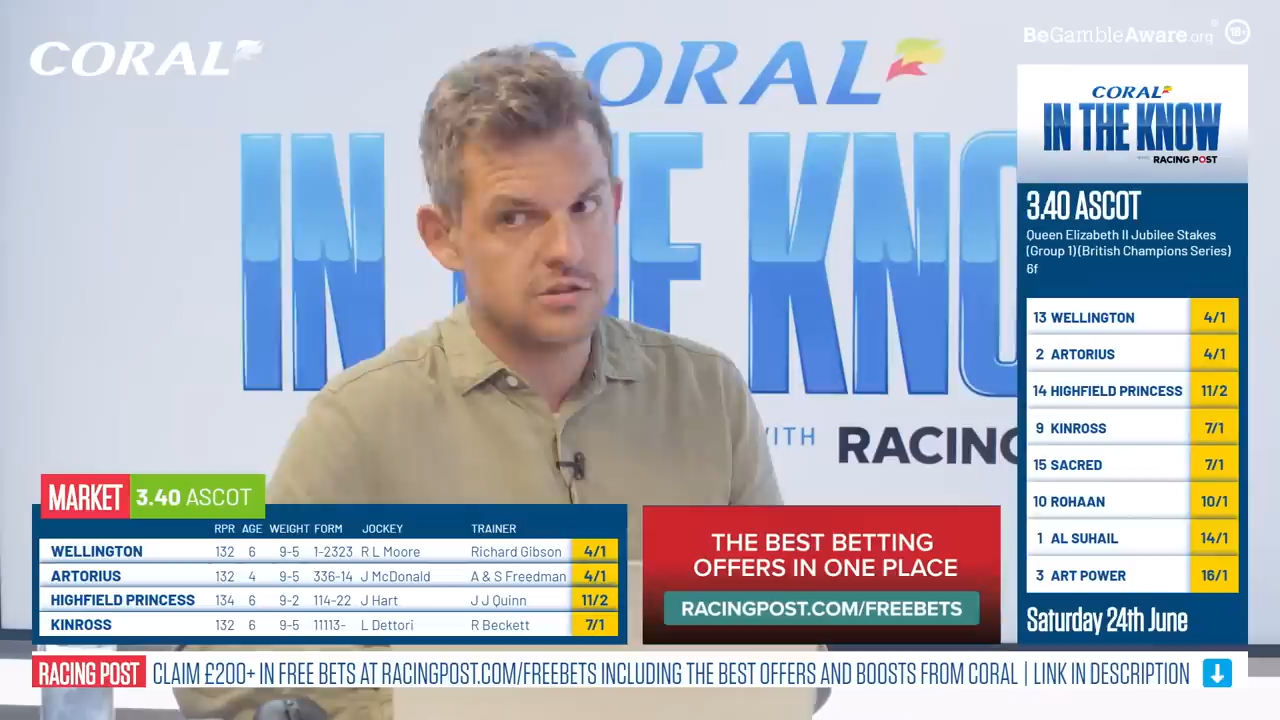 CORAL
CORAL
IN THE KNOW
WITH RACING
BeGambleAware.org 18+
CORAL
IN THE KNOW
WITH RACING POST
3.40 ASCOT
Queen Elizabeth II Jubilee Stakes
(Group 1) (British Champions Series)
6f
13 WELLINGTON 4/1
2 ARTORIUS 4/1
14 HIGHFIELD PRINCESS 11/2
9 KINROSS 7/1
15 SACRED 7/1
10 ROHAAN 10/1
1 AL SUHAIL 14/1
3 ART POWER 16/1
Saturday 24th June
MARKET 3.40 ASCOT
RPR AGE WEIGHT FORM JOCKEY TRAINER
WELLINGTON 132 6 9-5 1-2323 R L Moore Richard Gibson 4/1
ARTORIUS 132 4 9-5 336-14 J McDonald A & S Freedman 4/1
HIGHFIELD PRINCESS 134 6 9-2 114-22 J Hart J J Quinn 11/2
KINROSS 132 6 9-5 11113- L Dettori R Beckett 7/1
THE BEST BETTING
OFFERS IN ONE PLACE
RACINGPOST.COM/FREEBETS
RACING POST CLAIM £200+ IN FREE BETS AT RACINGPOST.COM/FREEBETS INCLUDING THE BEST OFFERS AND BOOSTS FROM CORAL | LINK IN DESCRIPTION